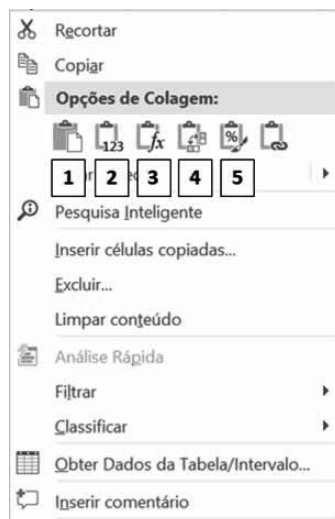 Recortar
Copiar
Opções de Colagem:
123 fx %
1 2 3 4 5
Pesquisa Inteligente
Inserir células copiadas...
Excluir...
Limpar conteúdo
Análise Rápida
Filtrar
Classificar
Obter Dados da Tabela/Intervalo...
Inserir comentário